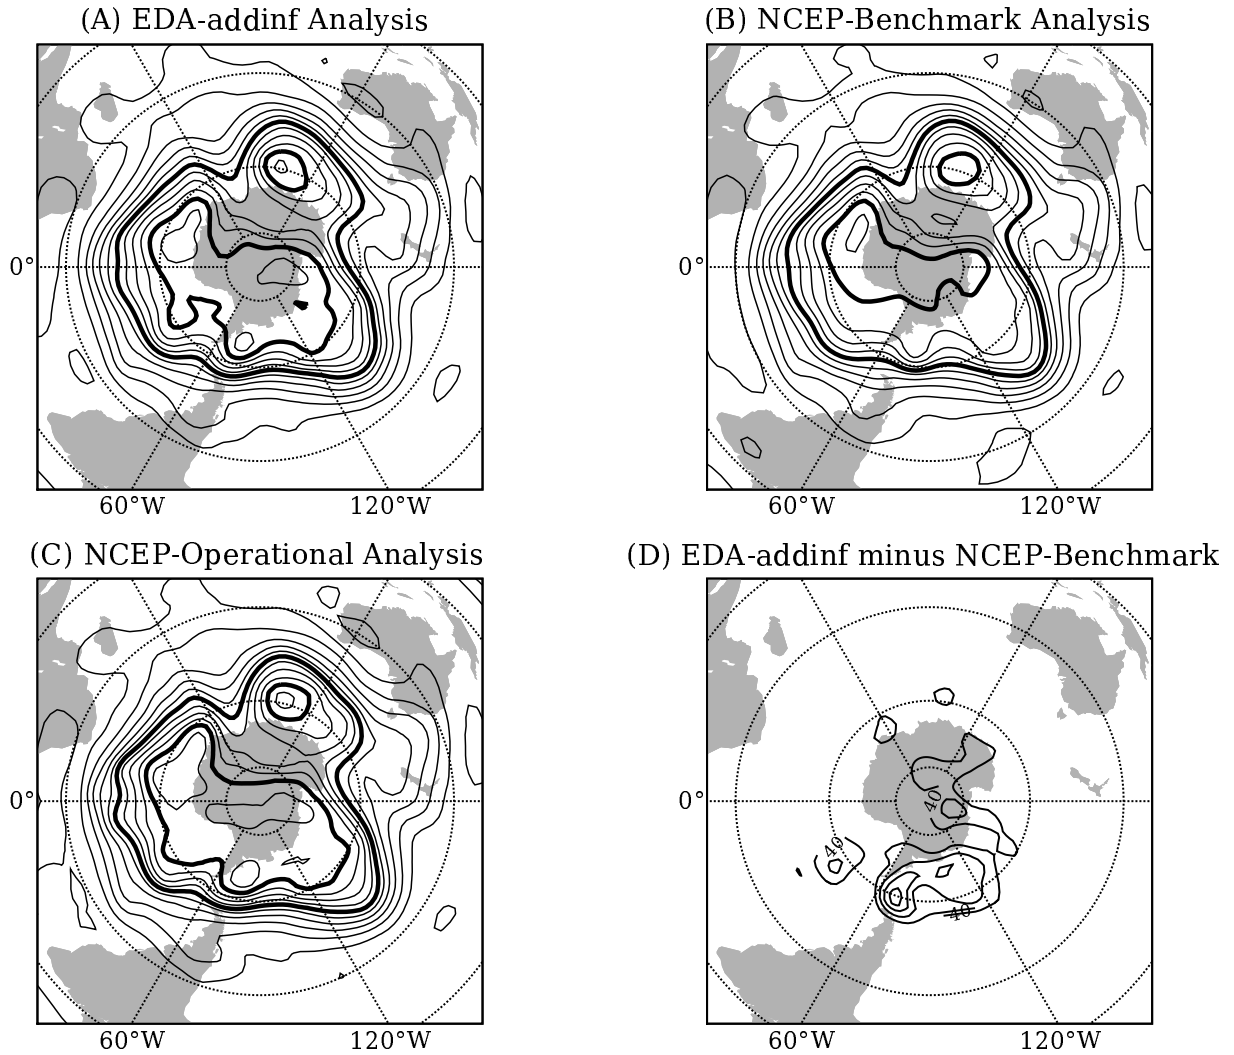 (A) EDA-addinf Analysis
(B) NCEP-Benchmark Analysis
0°
0°
60°W
120°W
60°W
120°W
(C) NCEP-Operational Analysis
(D) EDA-addinf minus NCEP-Benchmark
0°
0°
40
40
40
60°W
120°W
60°W
120°W